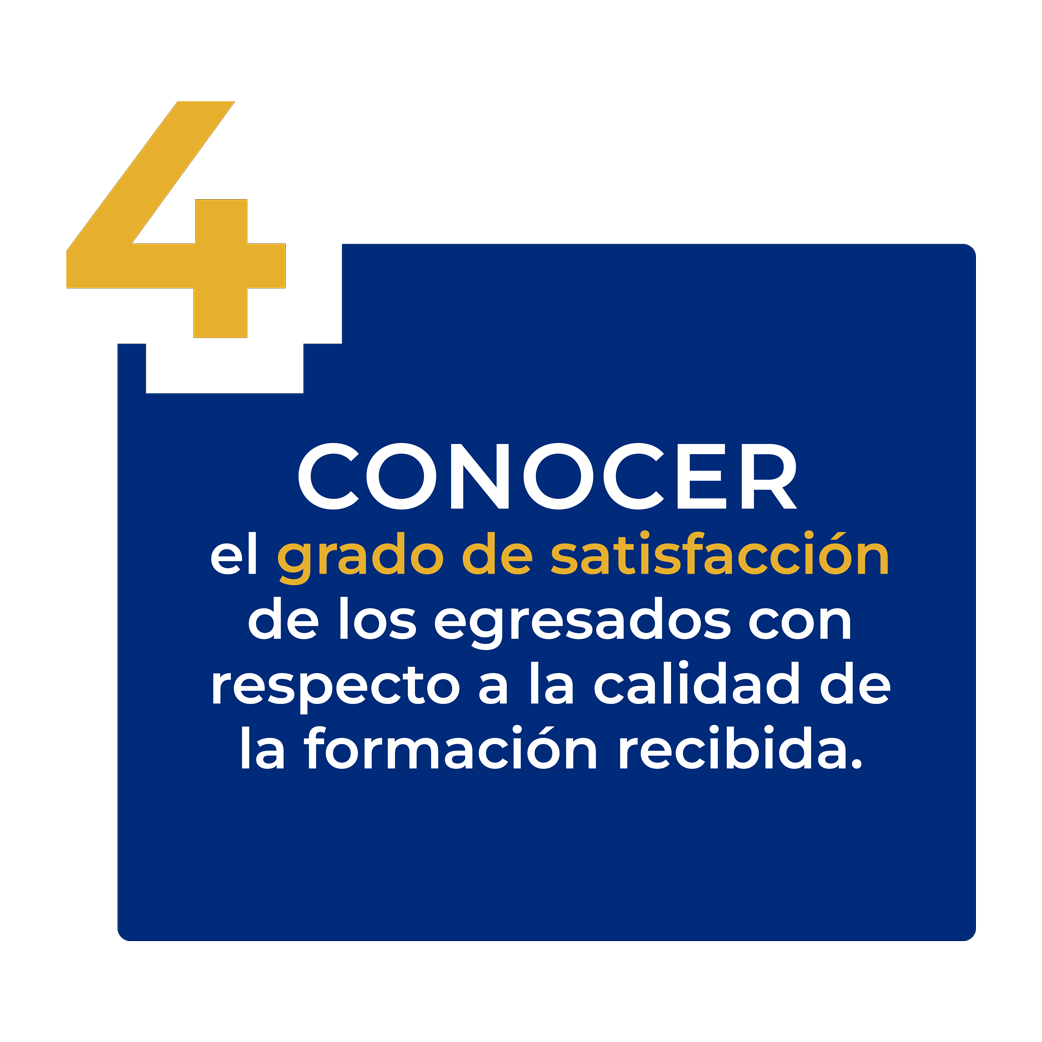 4
CONOCER
el grado de satisfacción
de los egresados con
respecto a la calidad de
la formación recibida.